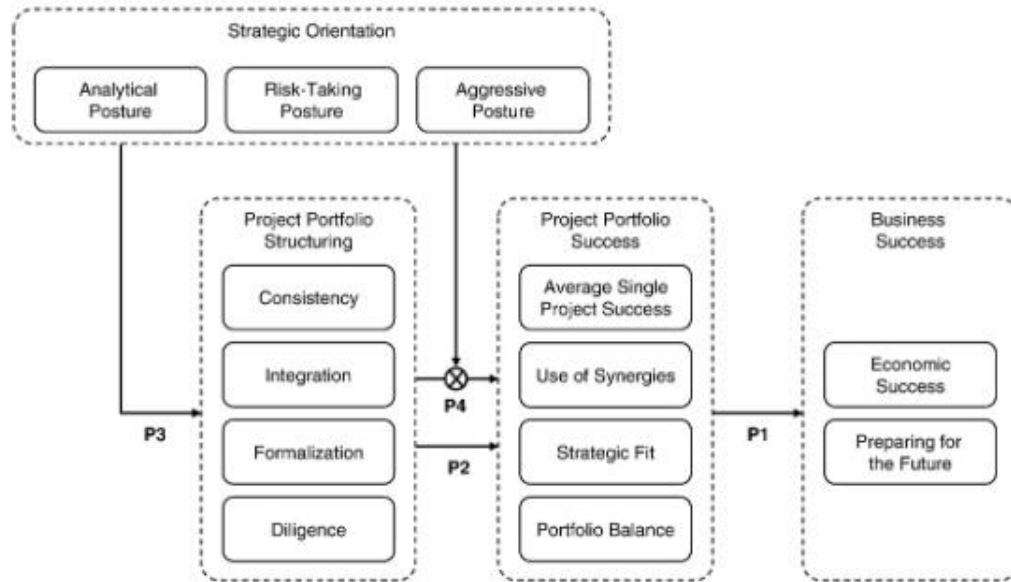 Strategic Orientation
Analytical
Posture
Risk-Taking
Posture
Aggressive
Posture
Project Portfolio
Structuring
Consistency
Integration
Formalization
Diligence
Project Portfolio
Success
Average Single
Project Success
Use of Synergies
Strategic Fit
Portfolio Balance
Business
Success
Economic
Success
Preparing for
the Future
P3
P4
P2
P1